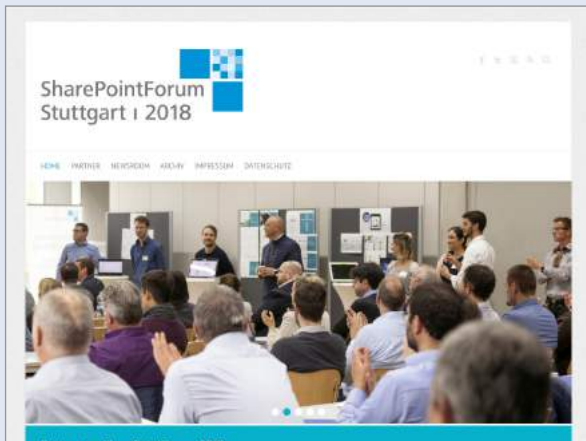 SharePointForum
Stuttgart I 2018
HOME PARTNER NEWSROOM ARCHIV IMPRESSUM DATENSCHUTZ